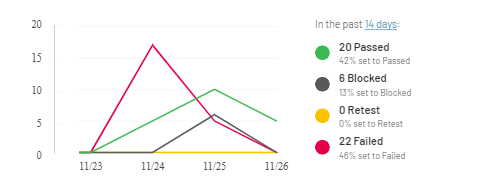 20
15
10
5
0
11/23 11/24 11/25 11/26
In the past 14 days:
20 Passed
42% set to Passed
6 Blocked
13% set to Blocked
0 Retest
0% set to Retest
22 Failed
46% set to Failed